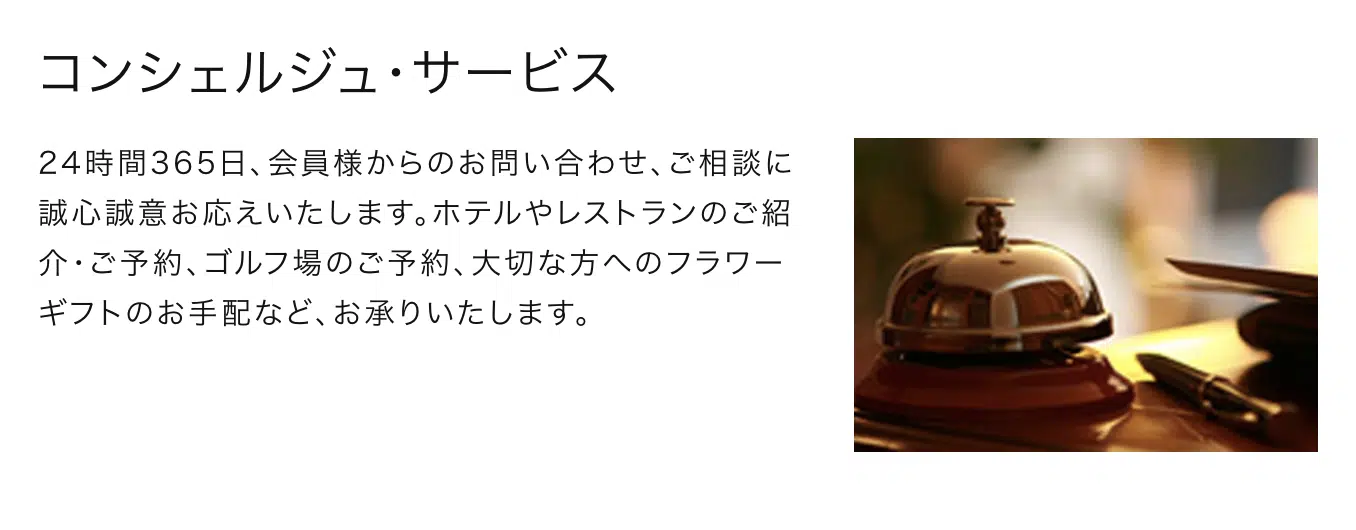 コンシェルジュ・サービス
24時間365日、会員様からのお問い合わせ、ご相談に
誠心誠意お応えいたします。ホテルやレストランのご紹
介・ご予約、ゴルフ場のご予約、大切な方へのフラワー
ギフトのお手配など、お承りいたします。